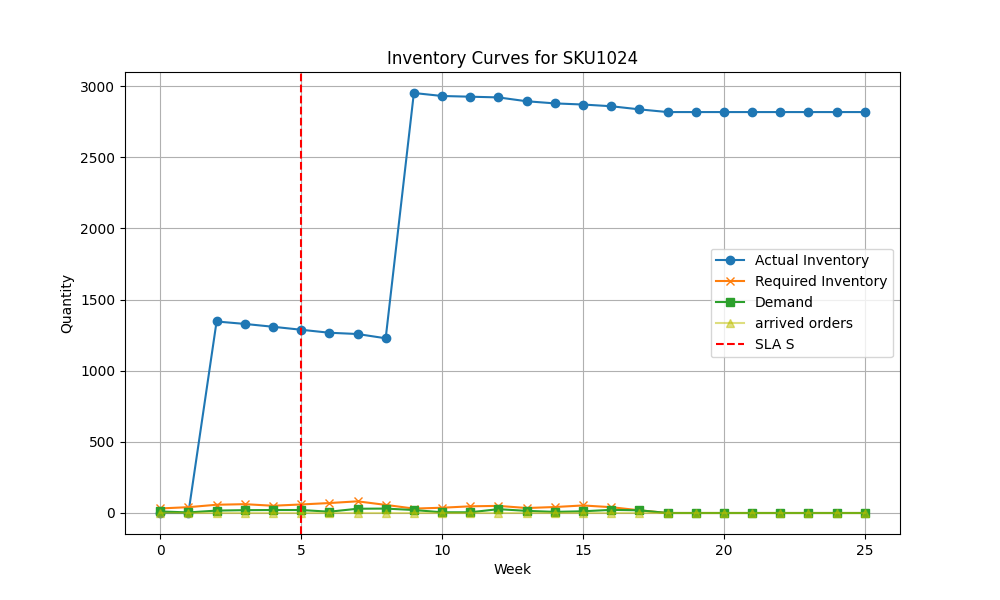 Inventory Curves for SKU1024
3000
2500
2000
1500
1000
500
0
Quantity
Actual Inventory
Required Inventory
Demand
arrived orders
SLA S
0 5 10 15 20 25
Week